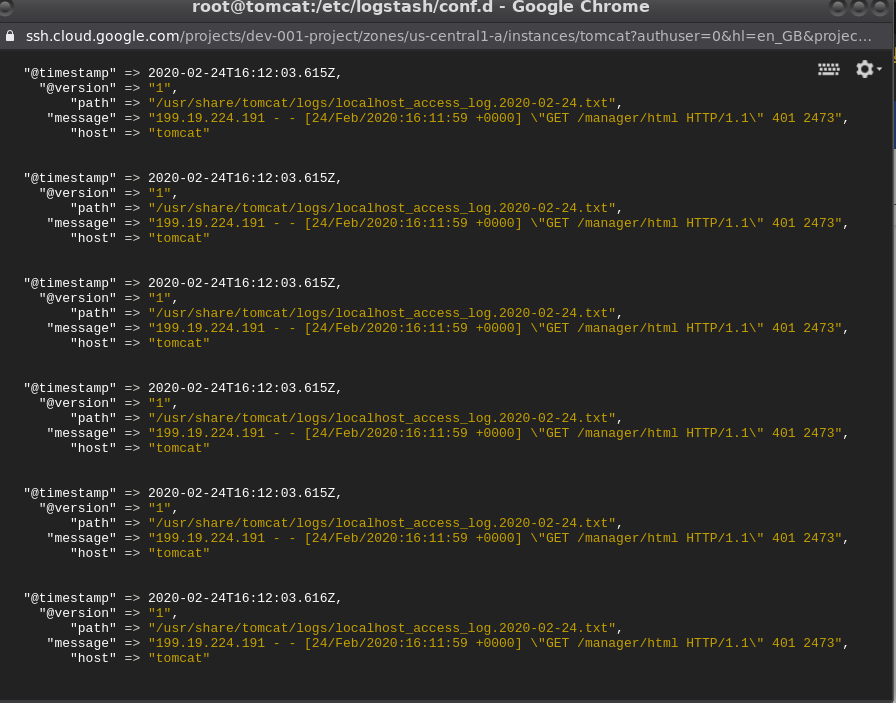 root@tomcat:/etc/logstash/conf.d - Google Chrome
ssh.cloud.google.com/projects/dev-001-project/zones/us-central1-a/instances/tomcat?authuser=0&hl=en_GB&projec...
"@timestamp" => 2020-02-24T16:12:03.615Z,
"@version" => "1",
"path" => "/usr/share/tomcat/logs/localhost_access_log.2020-02-24.txt",
"message" => "199.19.224.191 - - [24/Feb/2020:16:11:59 +0000] \"GET /manager/html HTTP/1.1\" 401 2473",
"host" => "tomcat"
"@timestamp" => 2020-02-24T16:12:03.615Z,
"@version" => "1",
"path" => "/usr/share/tomcat/logs/localhost_access_log.2020-02-24.txt",
"message" => "199.19.224.191 - - [24/Feb/2020:16:11:59 +0000] \"GET /manager/html HTTP/1.1\" 401 2473",
"host" => "tomcat"
"@timestamp" => 2020-02-24T16:12:03.615Z,
"@version" => "1",
"path" => "/usr/share/tomcat/logs/localhost_access_log.2020-02-24.txt",
"message" => "199.19.224.191 - - [24/Feb/2020:16:11:59 +0000] \"GET /manager/html HTTP/1.1\" 401 2473",
"host" => "tomcat"
"@timestamp" => 2020-02-24T16:12:03.615Z,
"@version" => "1",
"path" => "/usr/share/tomcat/logs/localhost_access_log.2020-02-24.txt",
"message" => "199.19.224.191 - - [24/Feb/2020:16:11:59 +0000] \"GET /manager/html HTTP/1.1\" 401 2473",
"host" => "tomcat"
"@timestamp" => 2020-02-24T16:12:03.615Z,
"@version" => "1",
"path" => "/usr/share/tomcat/logs/localhost_access_log.2020-02-24.txt",
"message" => "199.19.224.191 - - [24/Feb/2020:16:11:59 +0000] \"GET /manager/html HTTP/1.1\" 401 2473",
"host" => "tomcat"
"@timestamp" => 2020-02-24T16:12:03.616Z,
"@version" => "1",
"path" => "/usr/share/tomcat/logs/localhost_access_log.2020-02-24.txt",
"message" => "199.19.224.191 - - [24/Feb/2020:16:11:59 +0000] \"GET /manager/html HTTP/1.1\" 401 2473",
"host" => "tomcat"